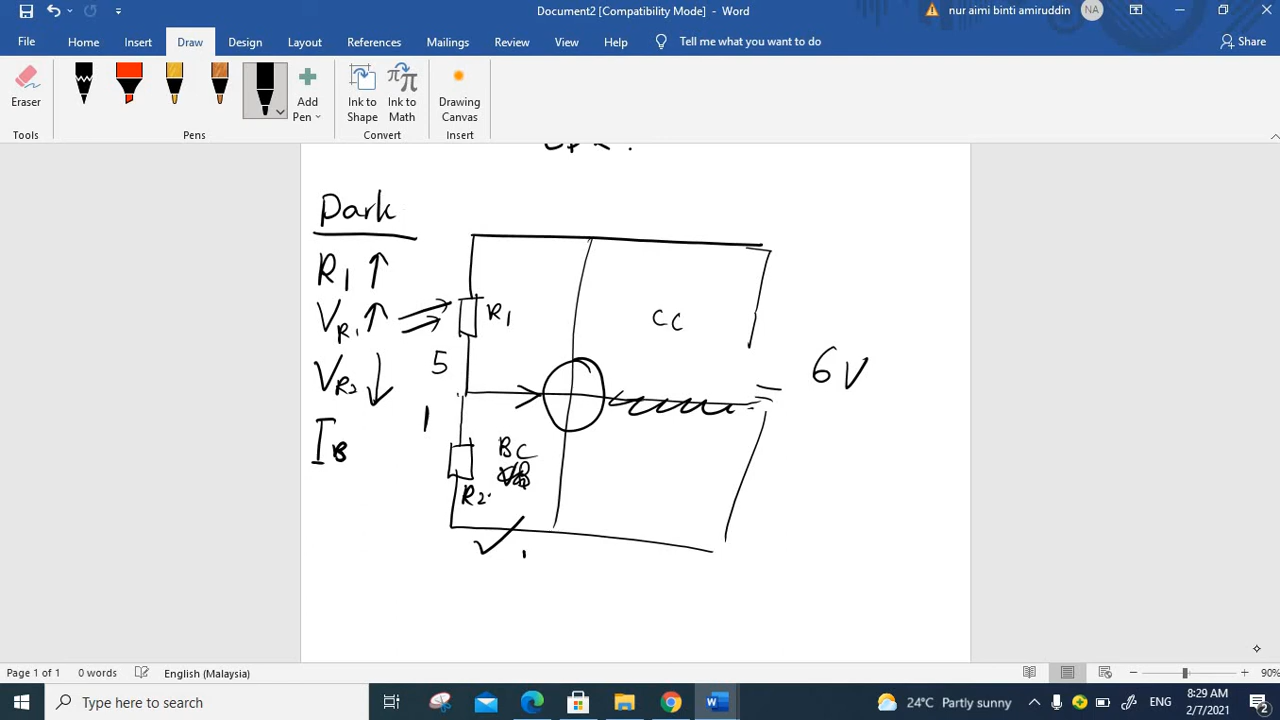 Document2 [Compatibility Mode] - Word
nur aimi binti amiruddin
NA
File Home Insert Draw Design Layout References Mailings Review View Help Tell me what you want to do
Share
Eraser
Add Pen
Ink to Shape
Ink to Math
Drawing Canvas
Tools
Pens
Convert
Insert
Dark
R1 ↑
VR1 ↑
VR2 ↓
IB
R1
CC
5
6V
1
BC
R2
Page 1 of 1 0 words English (Malaysia)
90%
Type here to search
24°C Partly sunny
ENG
8:29 AM
2/7/2021
2